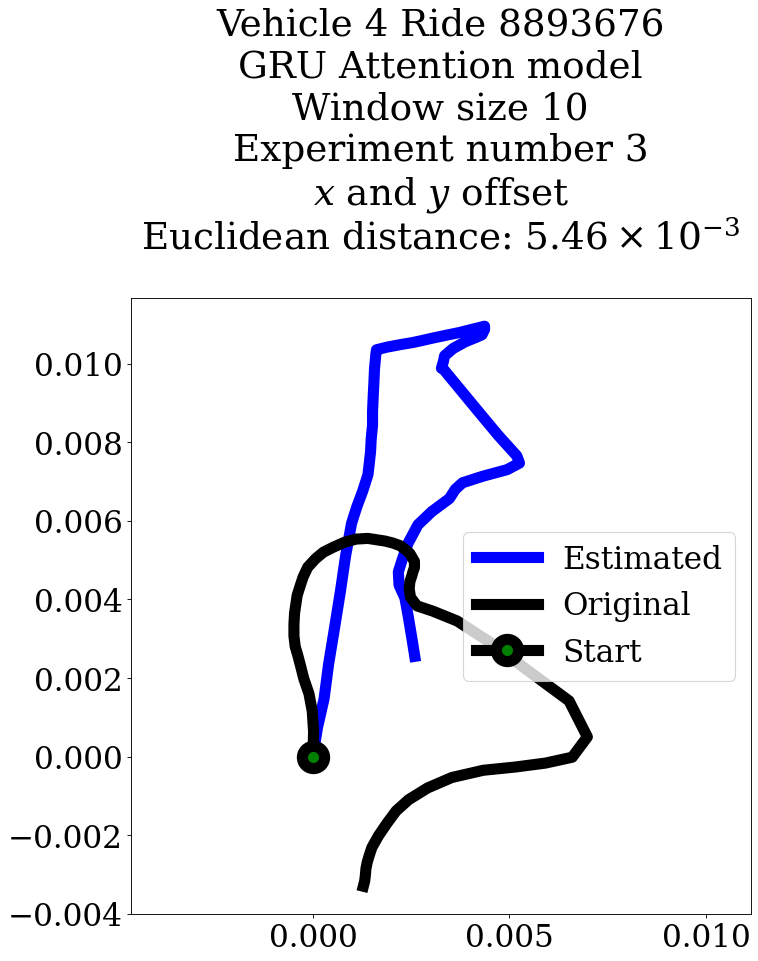 Vehicle 4 Ride 8893676
GRU Attention model
Window size 10
Experiment number 3
x and y offset
Euclidean distance: 5.46 × 10⁻³
0.010
0.008
0.006
0.004
0.002
0.000
−0.002
−0.004
Estimated
Original
Start
0.000 0.005 0.010